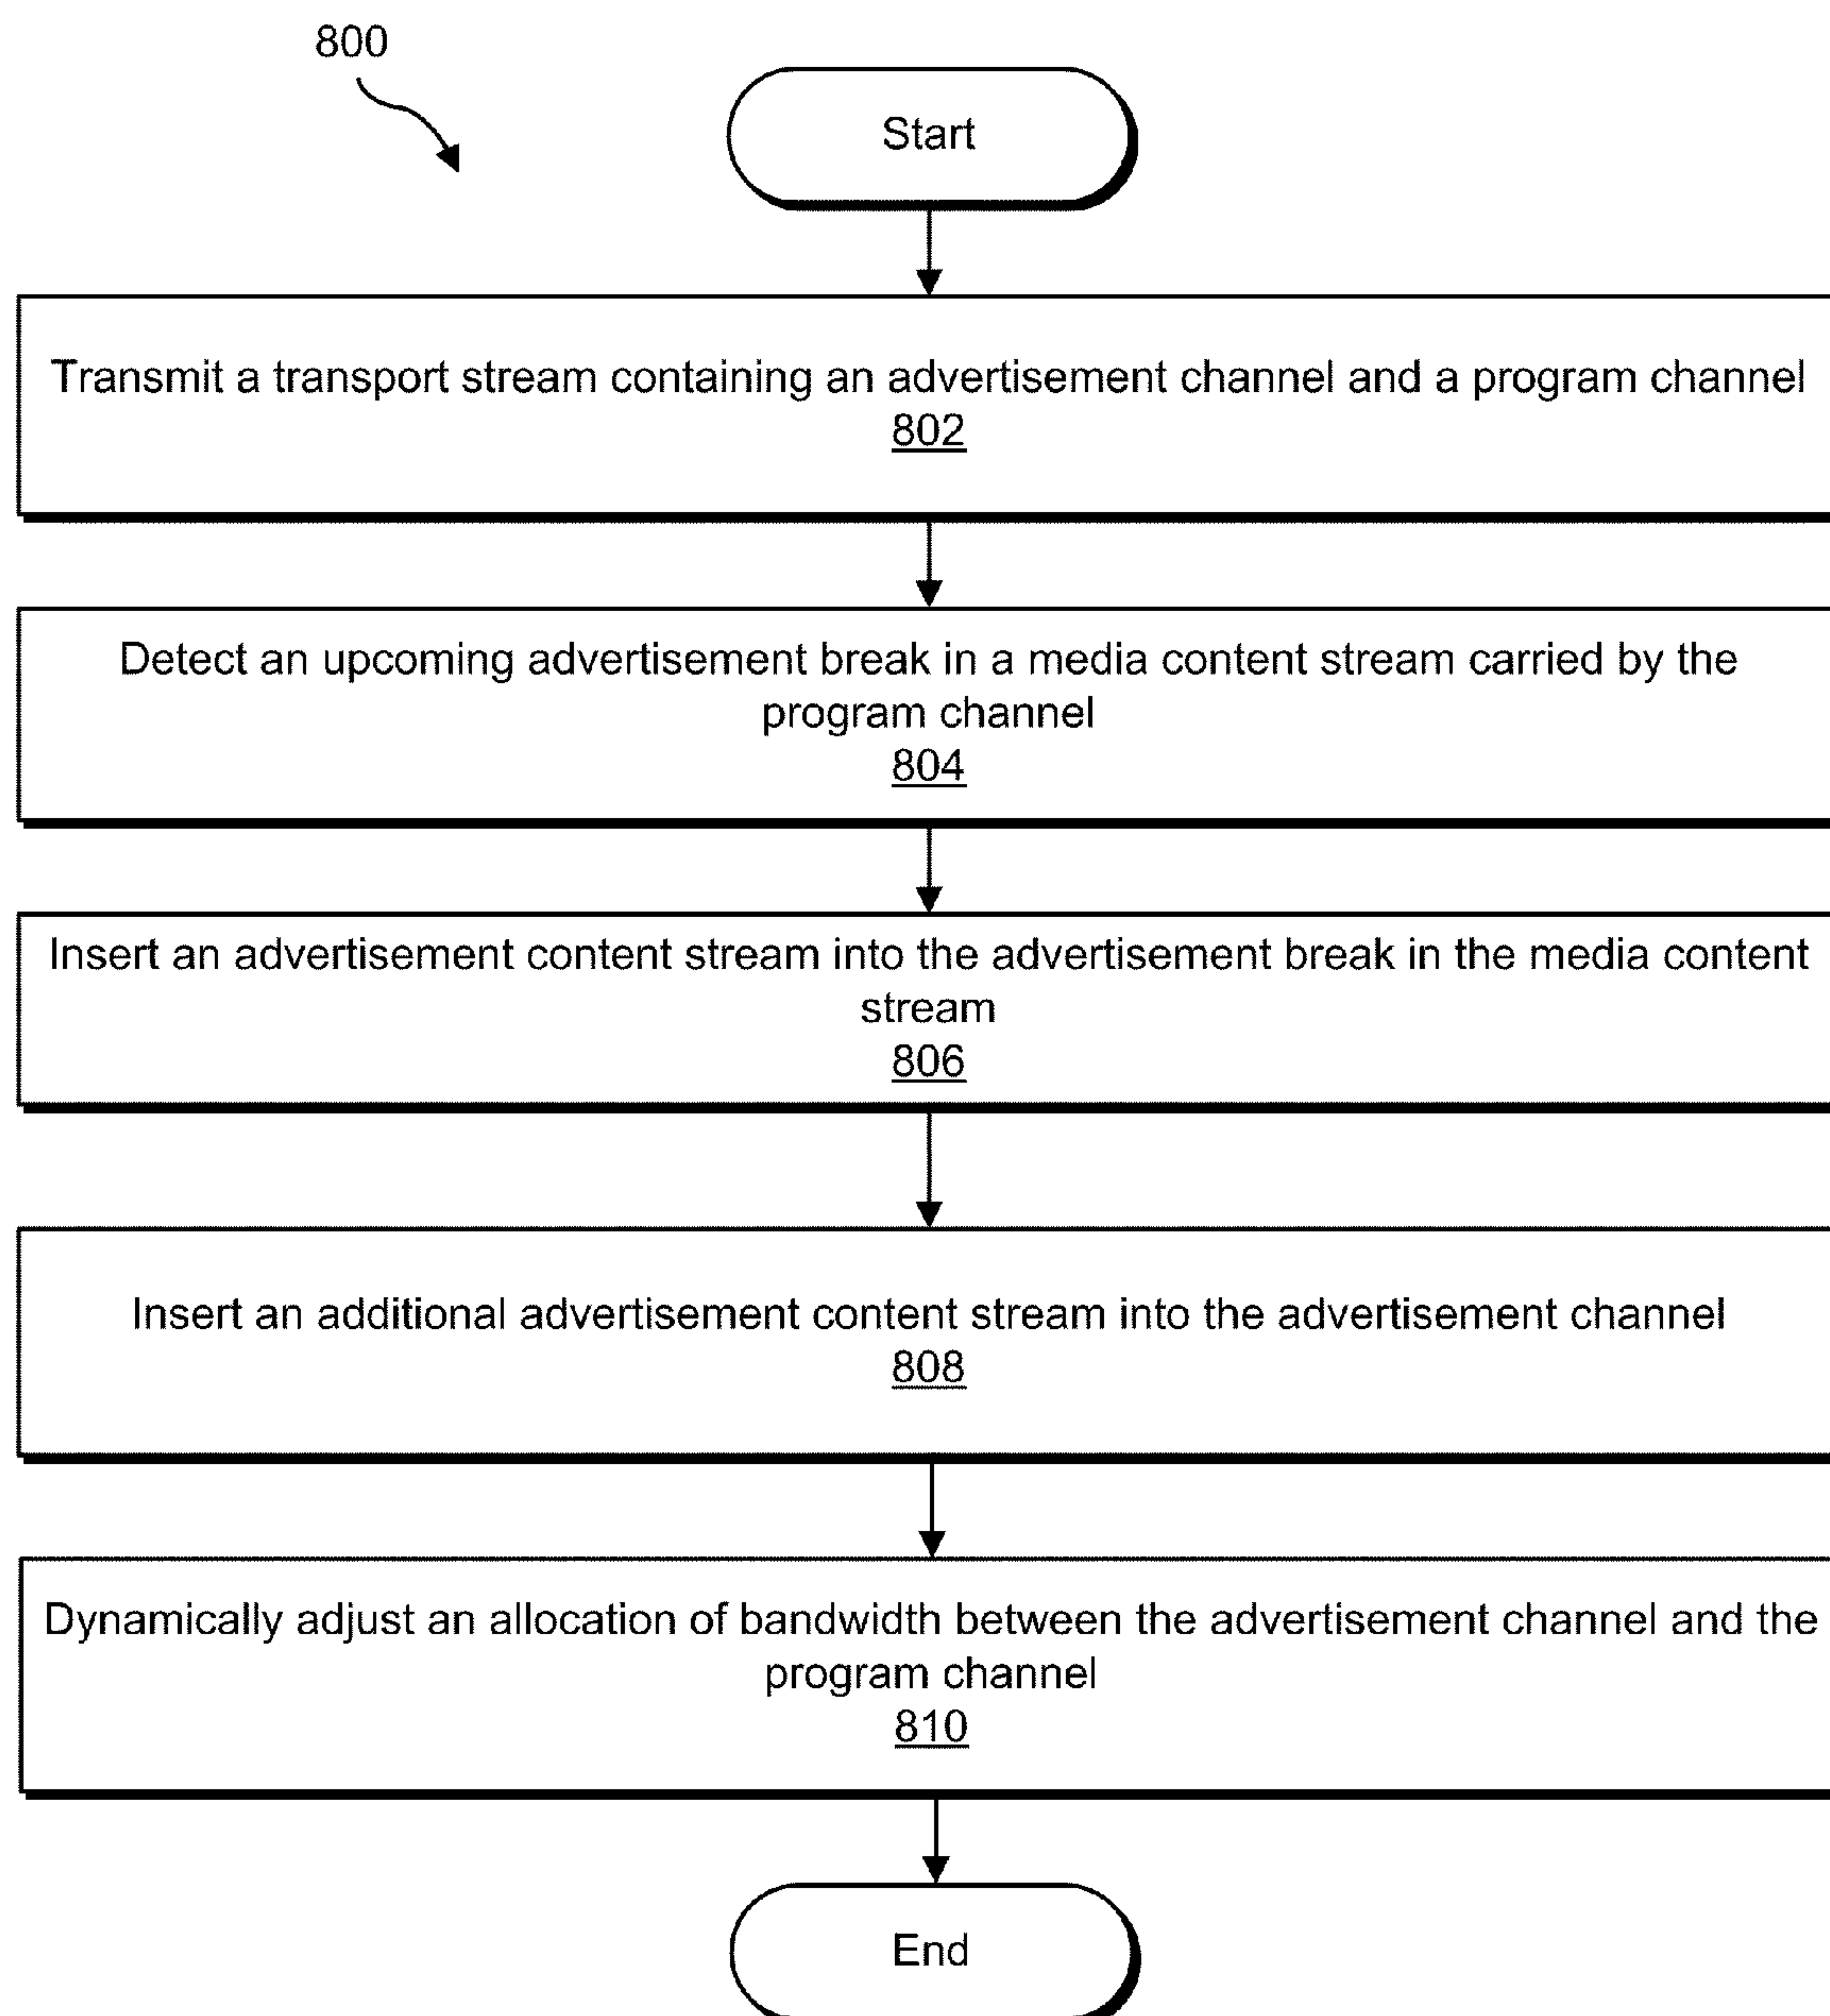 800
Start
Transmit a transport stream containing an advertisement channel and a program channel
802
Detect an upcoming advertisement break in a media content stream carried by the
program channel
804
Insert an advertisement content stream into the advertisement break in the media content
stream
806
Insert an additional advertisement content stream into the advertisement channel
808
Dynamically adjust an allocation of bandwidth between the advertisement channel and the
program channel
810
End